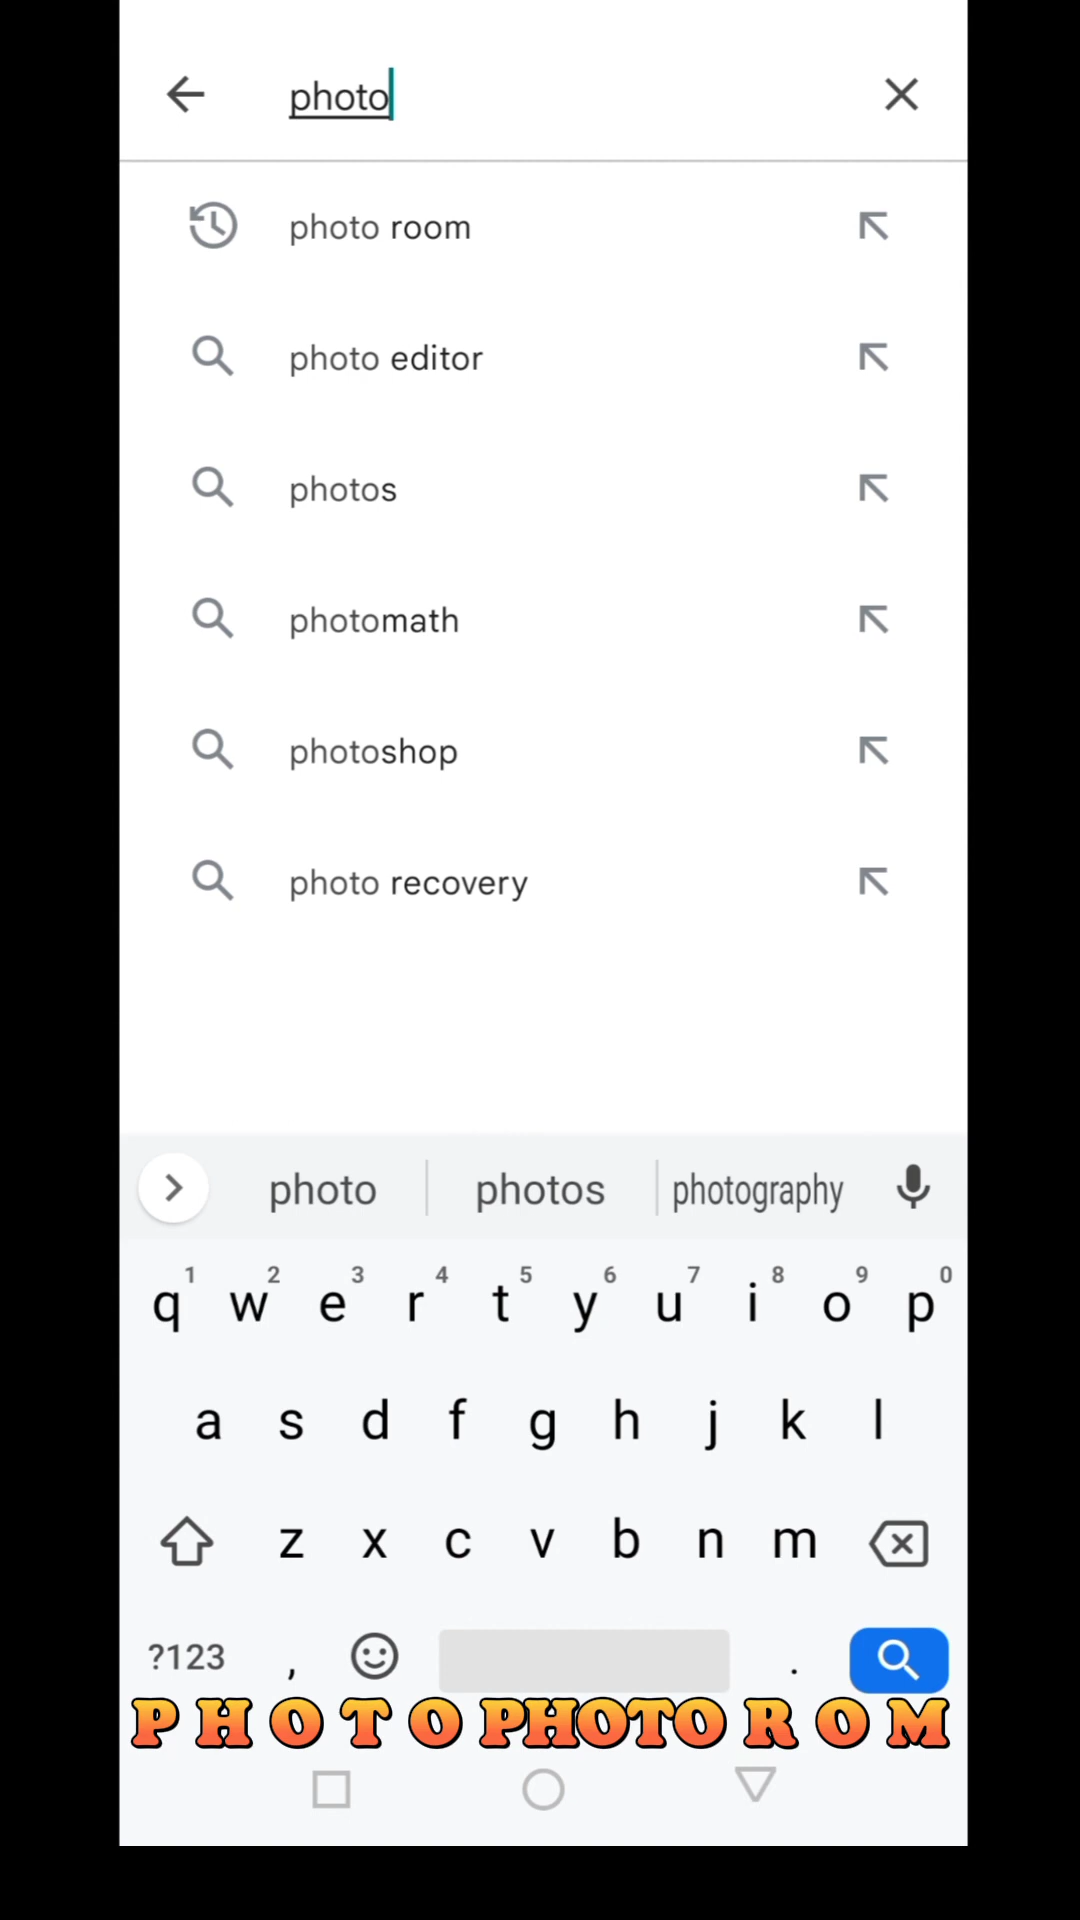 photo
photo room
photo editor
photos
photomath
photoshop
photo recovery
photo photos photography
1 2 3 4 5 6 7 8 9 0
q w e r t y u i o p
a s d f g h j k l
z x c v b n m
?123 , .
P H O T O PHOTO R O M